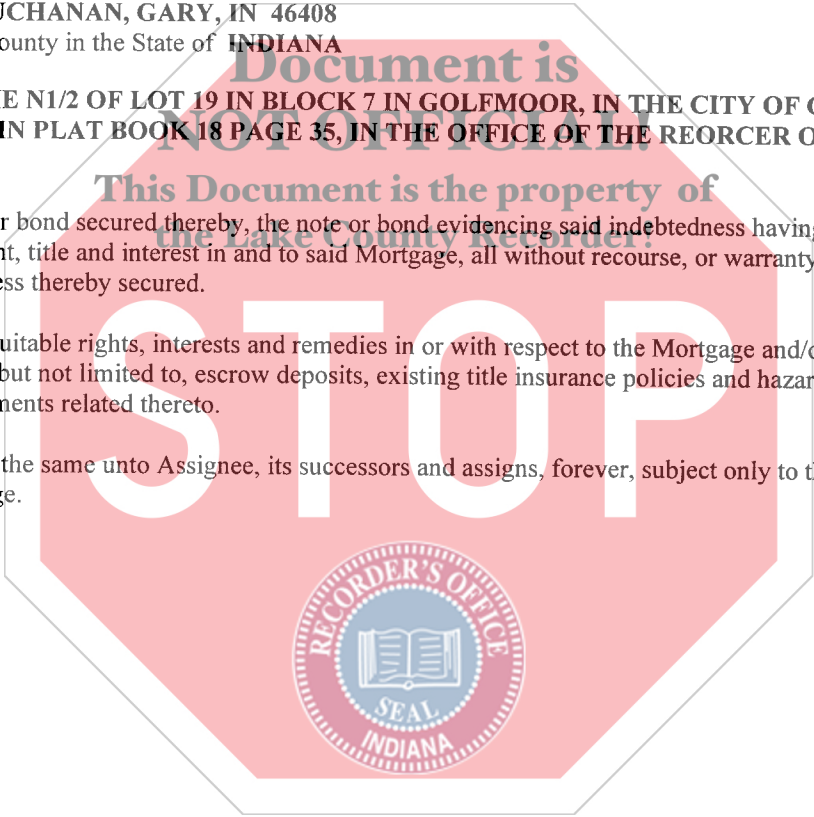 UCHANAN, GARY, IN 46408
ounty in the State of INDIANA
Document is
E N1/2 OF LOT 19 IN BLOCK 7 IN GOLFMOOR, IN THE CITY OF
NOT OFFICIAL!
IN PLAT BOOK 18 PAGE 35, IN THE OFFICE OF THE REORCER O
This Document is the property of
r bond secured thereby, the note or bond evidencing said indebtedness having
the Lake County Recorder!
nt, title and interest in and to said Mortgage, all without recourse, or warranty
ess thereby secured.
STOP
uitable rights, interests and remedies in or with respect to the Mortgage and/
but not limited to, escrow deposits, existing title insurance policies and hazar
ments related thereto.
the same unto Assignee, its successors and assigns, forever, subject only to t
ge.
RECORDER'S OFFICE
SEAL
INDIANA